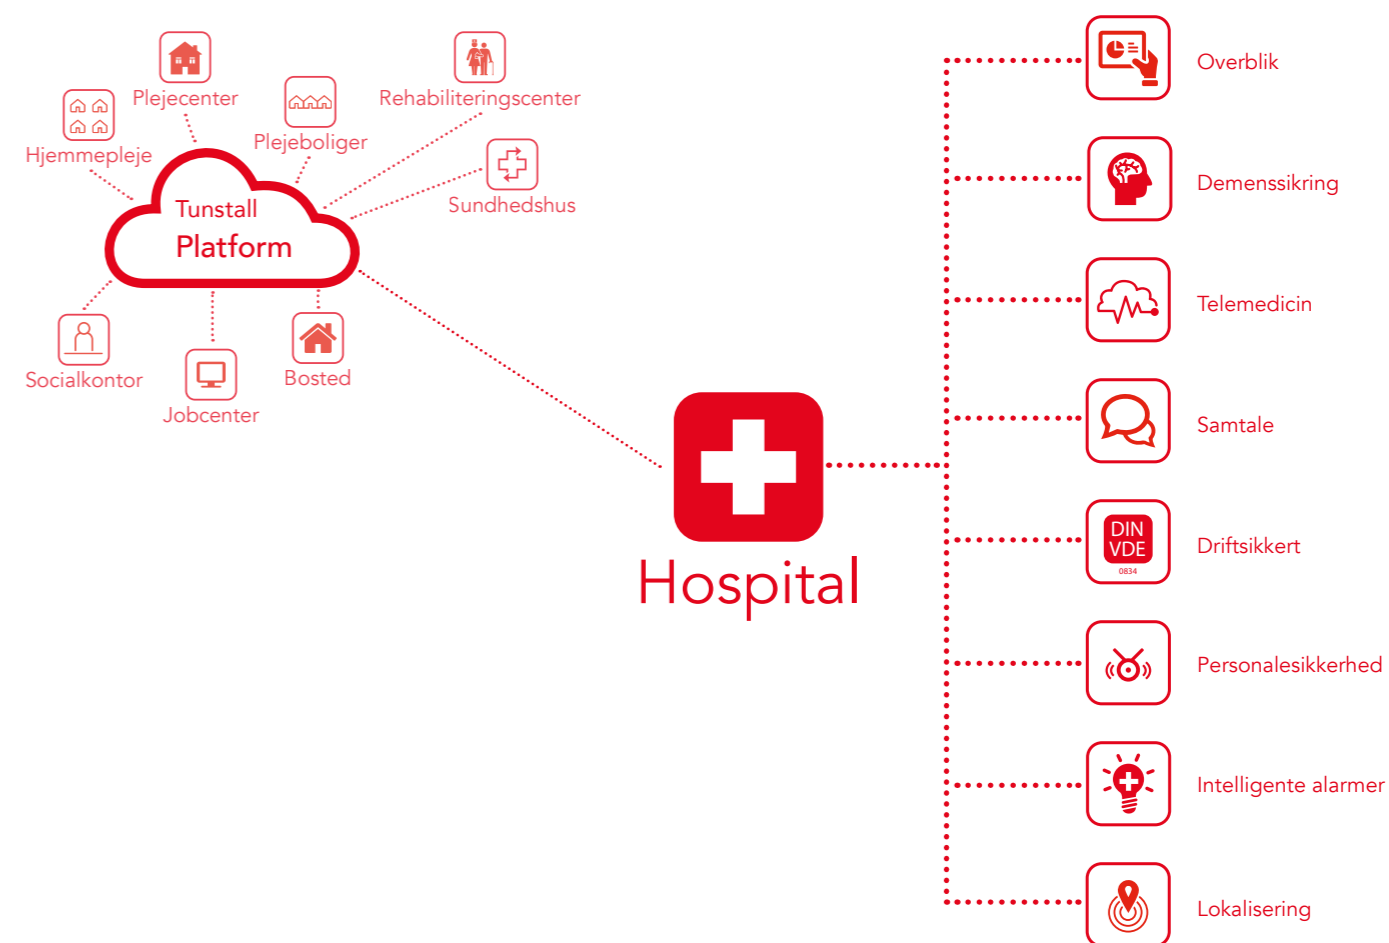 Plejecenter
Rehabiliteringscenter
Plejeboliger
Hjemmepleje
Sundhedshus
Tunstall
Platform
Socialkontor
Jobcenter
Bosted
Hospital
Overblik
Demenssikring
Telemedicin
Samtale
DIN
VDE
0834
Driftsikkert
Personalesikkerhed
Intelligente alarmer
Lokalisering